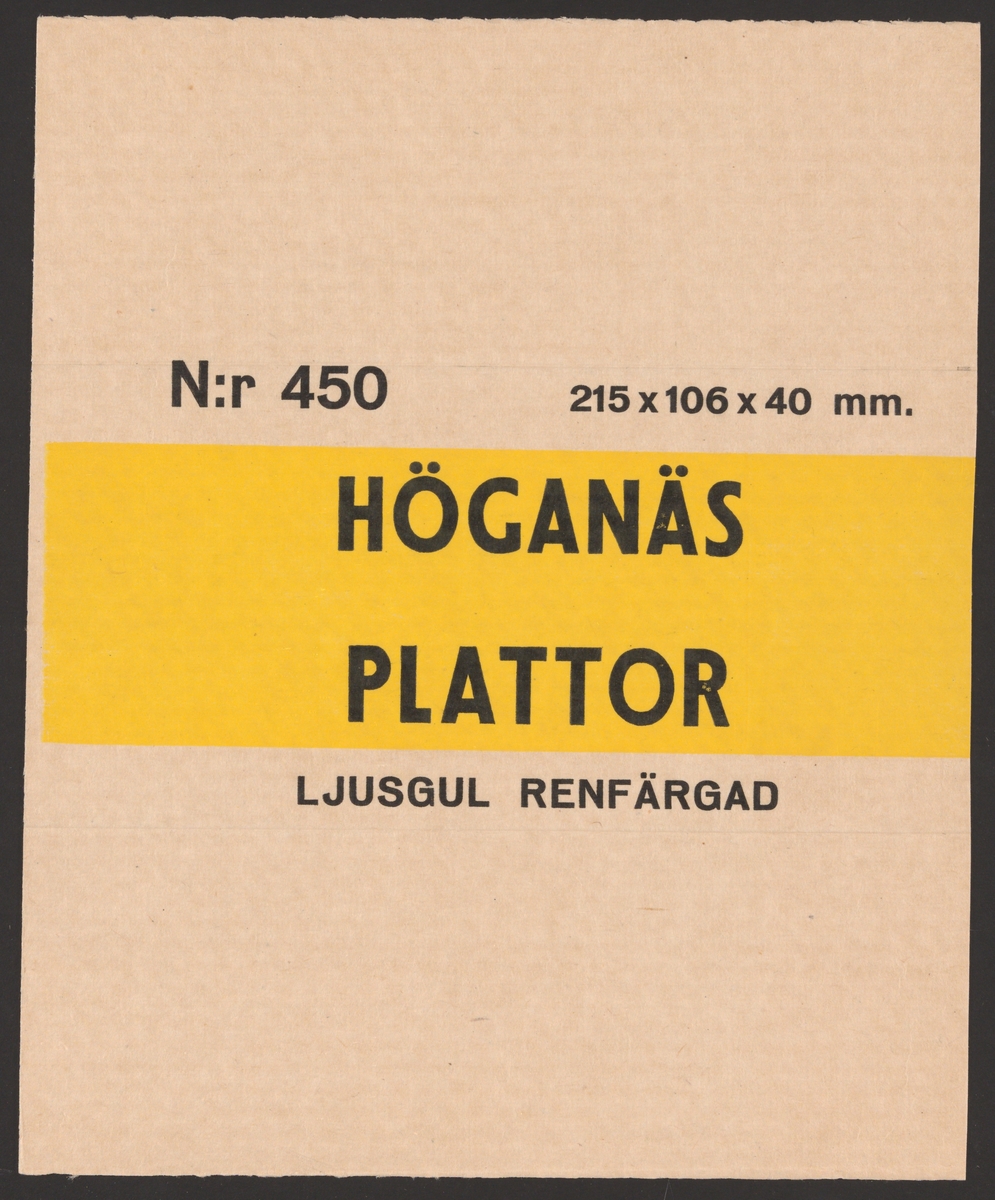 N:r 450 215 x 106 x 40 mm.
HÖGANÄS
PLATTOR
LJUSGUL RENFÄRGAD